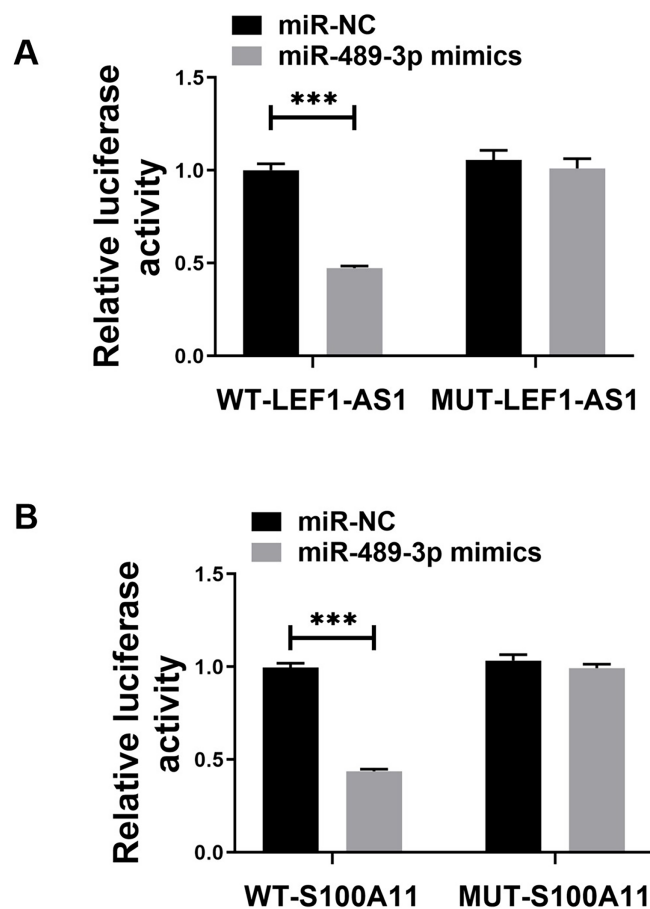 A
miR-NC
miR-489-3p mimics
Relative luciferase
activity
1.5
1.0
0.5
0.0
***
WT-LEF1-AS1 MUT-LEF1-AS1
B
miR-NC
miR-489-3p mimics
Relative luciferase
activity
1.5
1.0
0.5
0.0
***
WT-S100A11 MUT-S100A11